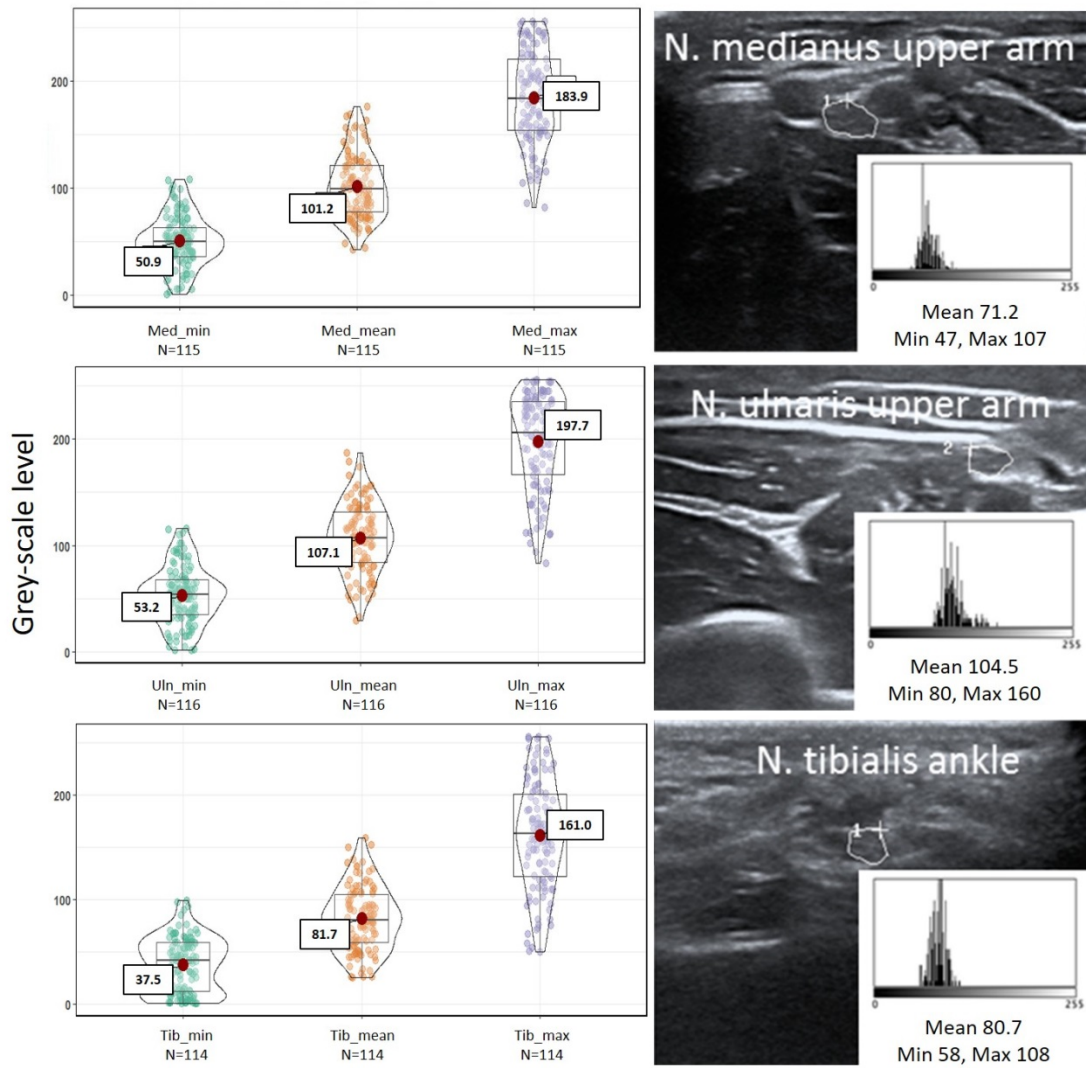 Grey-scale level
200
100
0
50.9
101.2
183.9
Med_min
N=115
Med_mean
N=115
Med_max
N=115
N. medianus upper arm
1
0
255
Mean 71.2
Min 47, Max 107
200
100
0
53.2
107.1
197.7
Uln_min
N=116
Uln_mean
N=116
Uln_max
N=116
N. ulnaris upper arm
2
0
255
Mean 104.5
Min 80, Max 160
200
100
0
37.5
81.7
161.0
Tib_min
N=114
Tib_mean
N=114
Tib_max
N=114
N. tibialis ankle
1
0
255
Mean 80.7
Min 58, Max 108